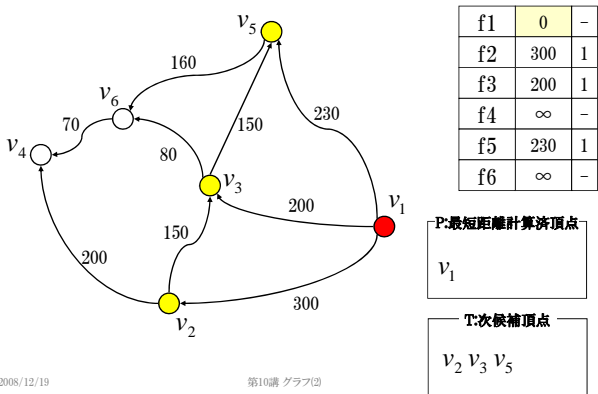 v5
160
v6
70
v4
80
150
230
v3
200
v1
150
200
300
v2
f1 0 -
f2 300 1
f3 200 1
f4 ∞ -
f5 230 1
f6 ∞ -
P:最短距離計算済頂点
v1
T:次候補頂点
v2 v3 v5
2008/12/19
第10講 グラフ(2)